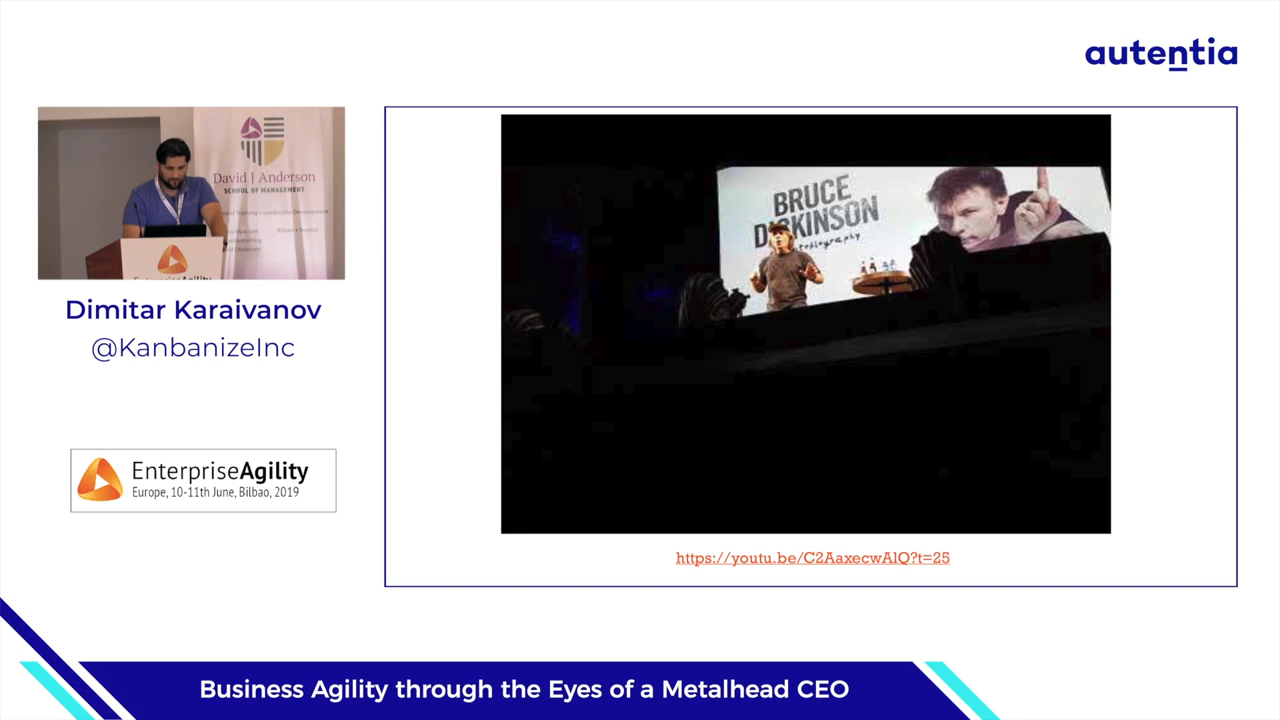 autentia
David J Anderson
SCHOOL OF MANAGEMENT
Dimitar Karaivanov
@KanbanizeInc
EnterpriseAgility
Europe, 10-11th June, Bilbao, 2019
BRUCE
DICKINSON
https://youtu.be/C2AaxecwAlQ?t=25
Business Agility through the Eyes of a Metalhead CEO